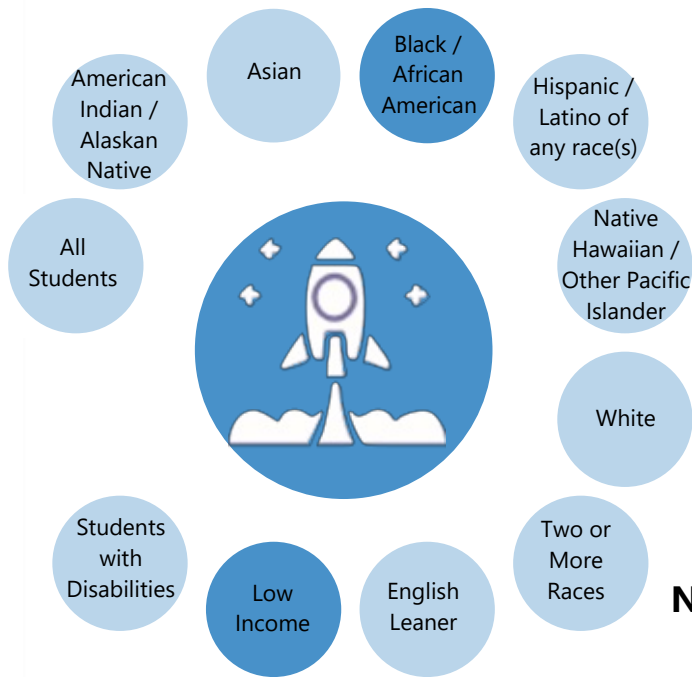 Asian
Black /
African
American
American
Indian /
Alaskan
Native
Hispanic /
Latino of
any race(s)
All
Students
Native
Hawaiian /
Other Pacific
Islander
White
Students
with
Disabilities
Low
Income
English
Leaner
Two or
More
Races
N